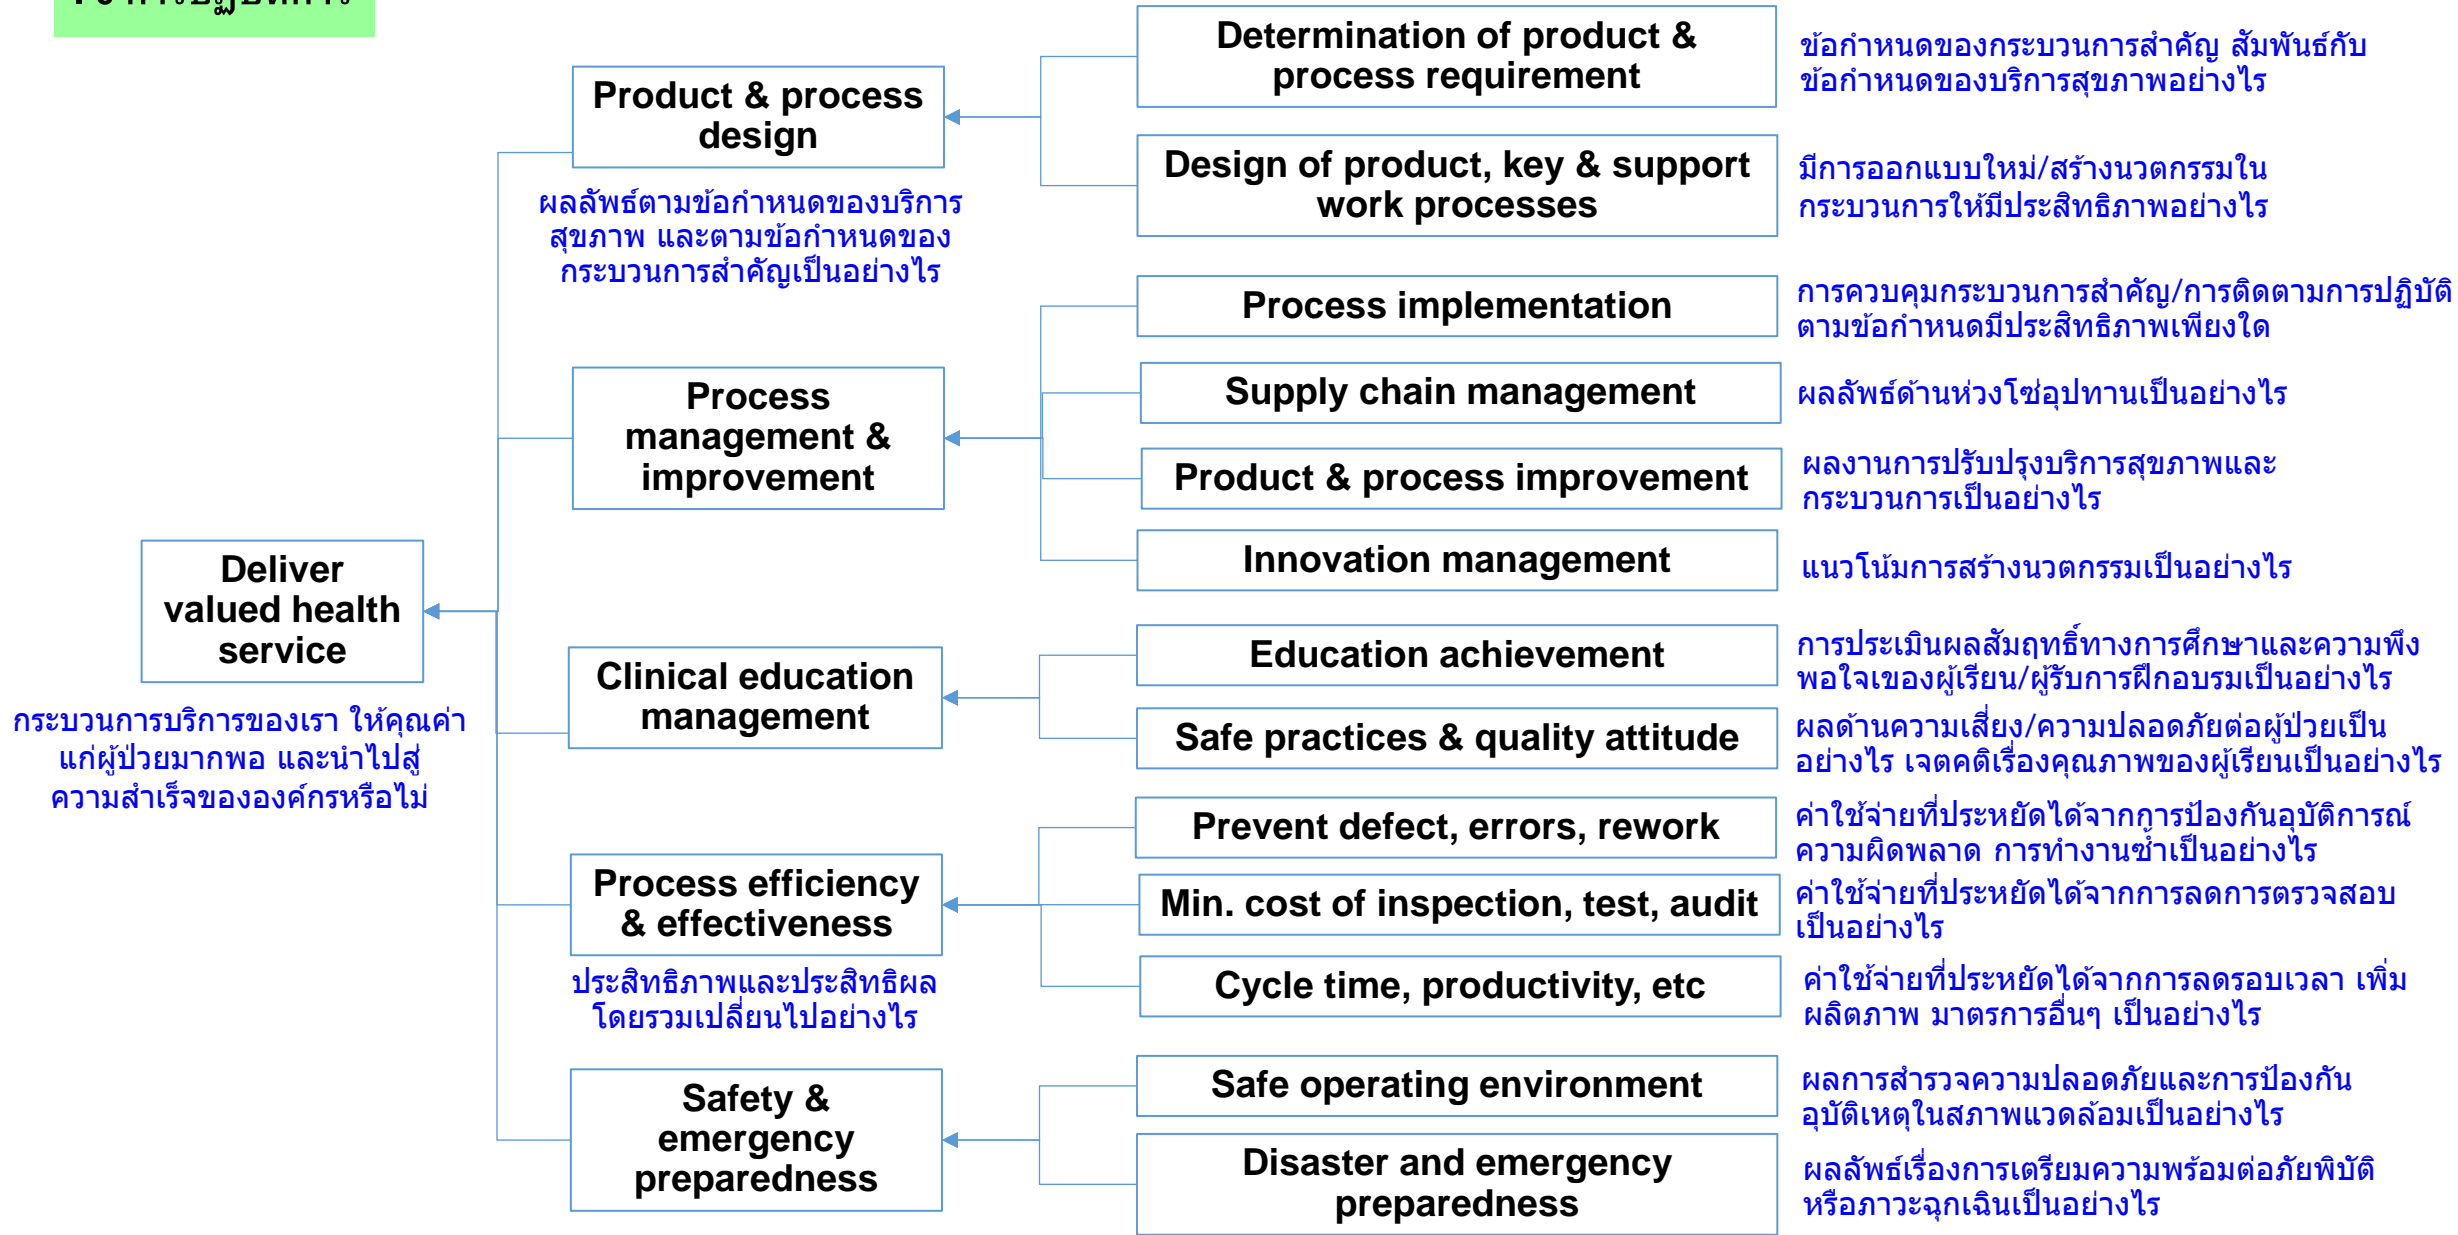 การปฏิบัติการ
Determination of product &
process requirement
ข้อกำหนดของกระบวนการสำคัญ สัมพันธ์กับ
ข้อกำหนดของบริการสุขภาพอย่างไร
Product & process
design
Design of product, key & support
work processes
มีการออกแบบใหม่/สร้างนวตกรรมใน
กระบวนการให้มีประสิทธิภาพอย่างไร
ผลลัพธ์ตามข้อกำหนดของบริการ
สุขภาพ และตามข้อกำหนดของ
กระบวนการสำคัญเป็นอย่างไร
Process implementation
การควบคุมกระบวนการสำคัญ/การติดตามการปฏิบัติ
ตามข้อกำหนดมีประสิทธิภาพเพียงใด
Process
management &
improvement
Supply chain management
ผลลัพธ์ด้านห่วงโซ่อุปทานเป็นอย่างไร
Product & process improvement
ผลงานการปรับปรุงบริการสุขภาพและ
กระบวนการเป็นอย่างไร
Innovation management
แนวโน้มการสร้างนวตกรรมเป็นอย่างไร
Deliver
valued health
service
กระบวนการบริการของเรา ให้คุณค่า
แก่ผู้ป่วยมากพอ และนำไปสู่
ความสำเร็จขององค์กรหรือไม่
Clinical education
management
Education achievement
การประเมินผลสัมฤทธิ์ทางการศึกษาและความพึง
พอใจเของผู้เรียน/ผู้รับการฝึกอบรมเป็นอย่างไร
Safe practices & quality attitude
ผลด้านความเสี่ยง/ความปลอดภัยต่อผู้ป่วยเป็น
อย่างไร เจตคติเรื่องคุณภาพของผู้เรียนเป็นอย่างไร
Prevent defect, errors, rework
ค่าใช้จ่ายที่ประหยัดได้จากการป้องกันอุบัติการณ์
ความผิดพลาด การทำงานซ้ำเป็นอย่างไร
Process efficiency
& effectiveness
Min. cost of inspection, test, audit
ค่าใช้จ่ายที่ประหยัดได้จากการลดการตรวจสอบ
เป็นอย่างไร
ประสิทธิภาพและประสิทธิผล
โดยรวมเปลี่ยนไปอย่างไร
Cycle time, productivity, etc
ค่าใช้จ่ายที่ประหยัดได้จากการลดรอบเวลา เพิ่ม
ผลิตภาพ มาตรการอื่นๆ เป็นอย่างไร
Safety &
emergency
preparedness
Safe operating environment
ผลการสำรวจความปลอดภัยและการป้องกัน
อุบัติเหตุในสภาพแวดล้อมเป็นอย่างไร
Disaster and emergency
preparedness
ผลลัพธ์เรื่องการเตรียมความพร้อมต่อภัยพิบัติ
หรือภาวะฉุกเฉินเป็นอย่างไร